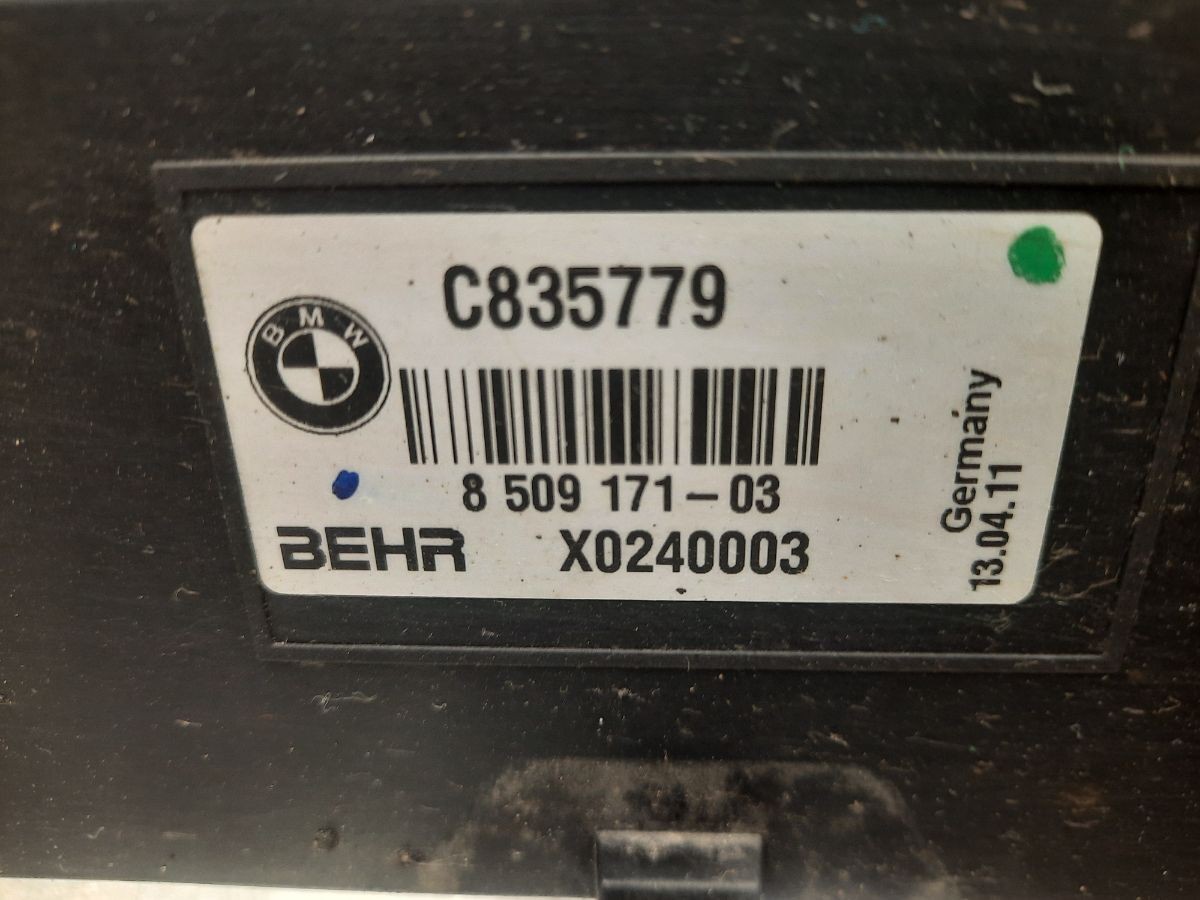 C835779
BMW
8 509 171-03
BEHR X0240003
Germany
13.04.11